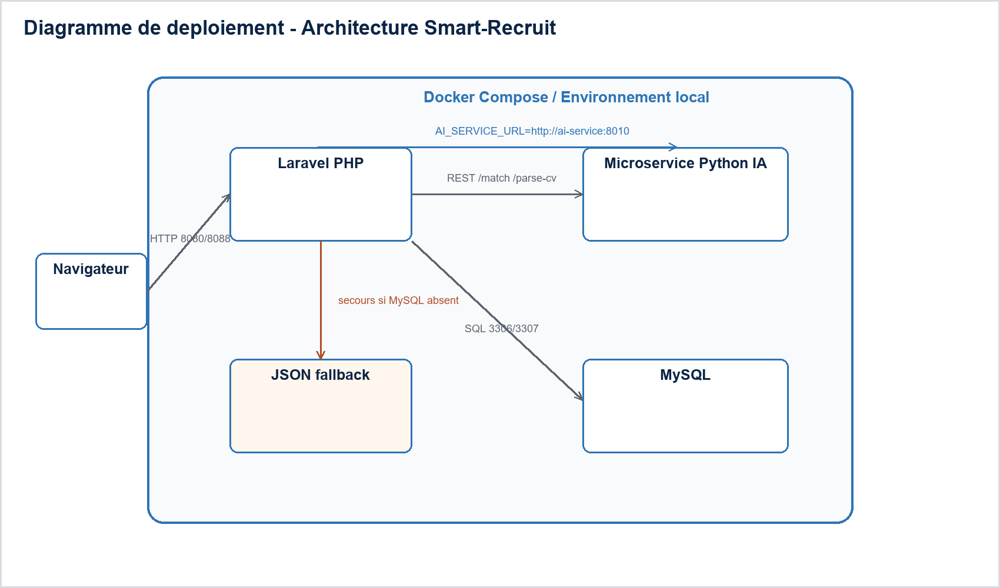 Diagramme de deploiement - Architecture Smart-Recruit
Docker Compose / Environnement local
AI_SERVICE_URL=http://ai-service:8010
Laravel PHP
Microservice Python IA
REST /match /parse-cv
HTTP 8080/8088
Navigateur
secours si MySQL absent
SQL 3306/3307
JSON fallback
MySQL